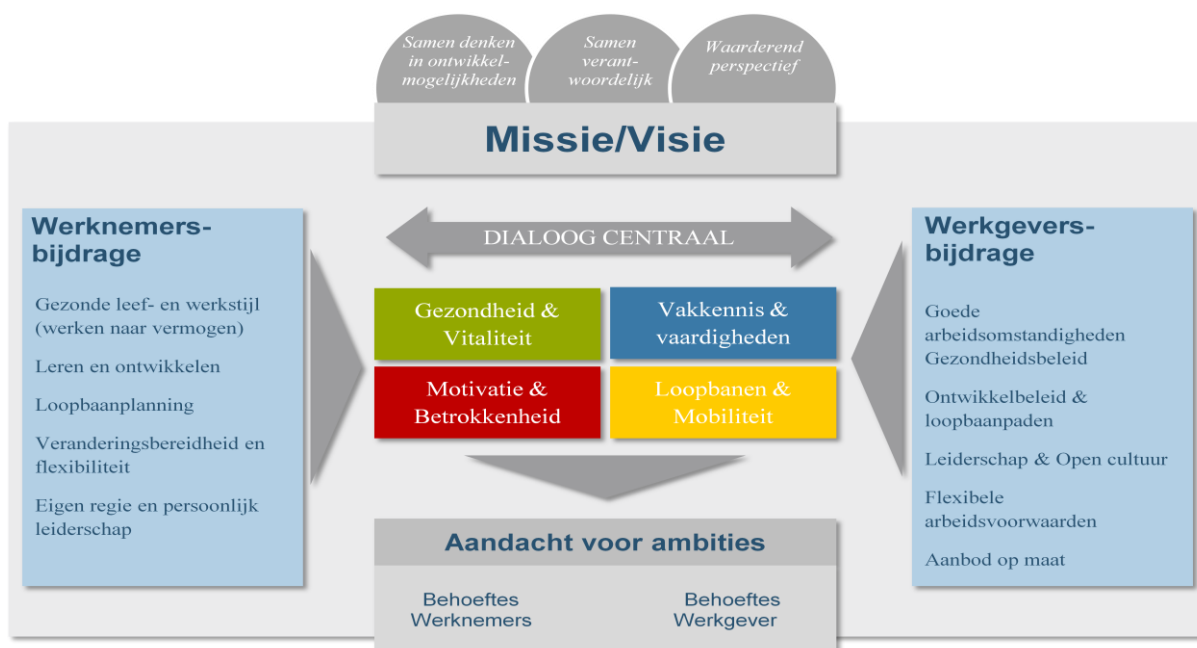 Samen denken
in ontwikkel-
mogelijkheden
Samen
verant-
woordelijk
Waarderend
perspectief
Missie/Visie
Werknemers-
bijdrage
Gezonde leef- en werkstijl
(werken naar vermogen)
Leren en ontwikkelen
Loopbaanplanning
Veranderingsbereidheid en
flexibiliteit
Eigen regie en persoonlijk
leiderschap
DIALOOG CENTRAAL
Gezondheid &
Vitaliteit
Vakkennis &
vaardigheden
Motivatie &
Betrokkenheid
Loopbanen &
Mobiliteit
Werkgevers-
bijdrage
Goede
arbeidsomstandigheden
Gezondheidsbeleid
Ontwikkelbeleid &
loopbaanpaden
Leiderschap & Open cultuur
Flexibele
arbeidsvoorwaarden
Aanbod op maat
Aandacht voor ambities
Behoeftes
Werknemers
Behoeftes
Werkgever